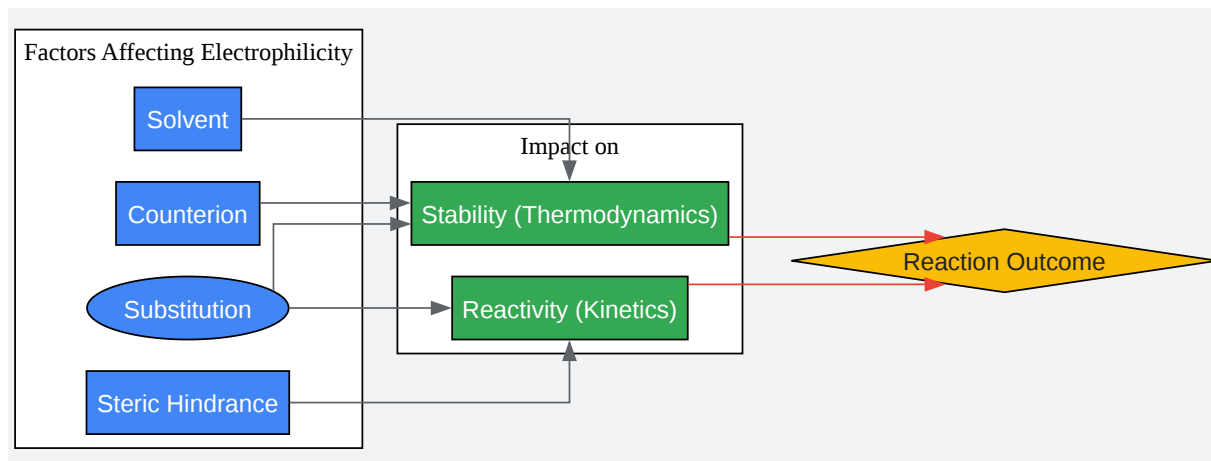 Factors Affecting Electrophilicity
Solvent
Counterion
Substitution
Steric Hindrance
Impact on
Stability (Thermodynamics)
Reactivity (Kinetics)
Reaction Outcome